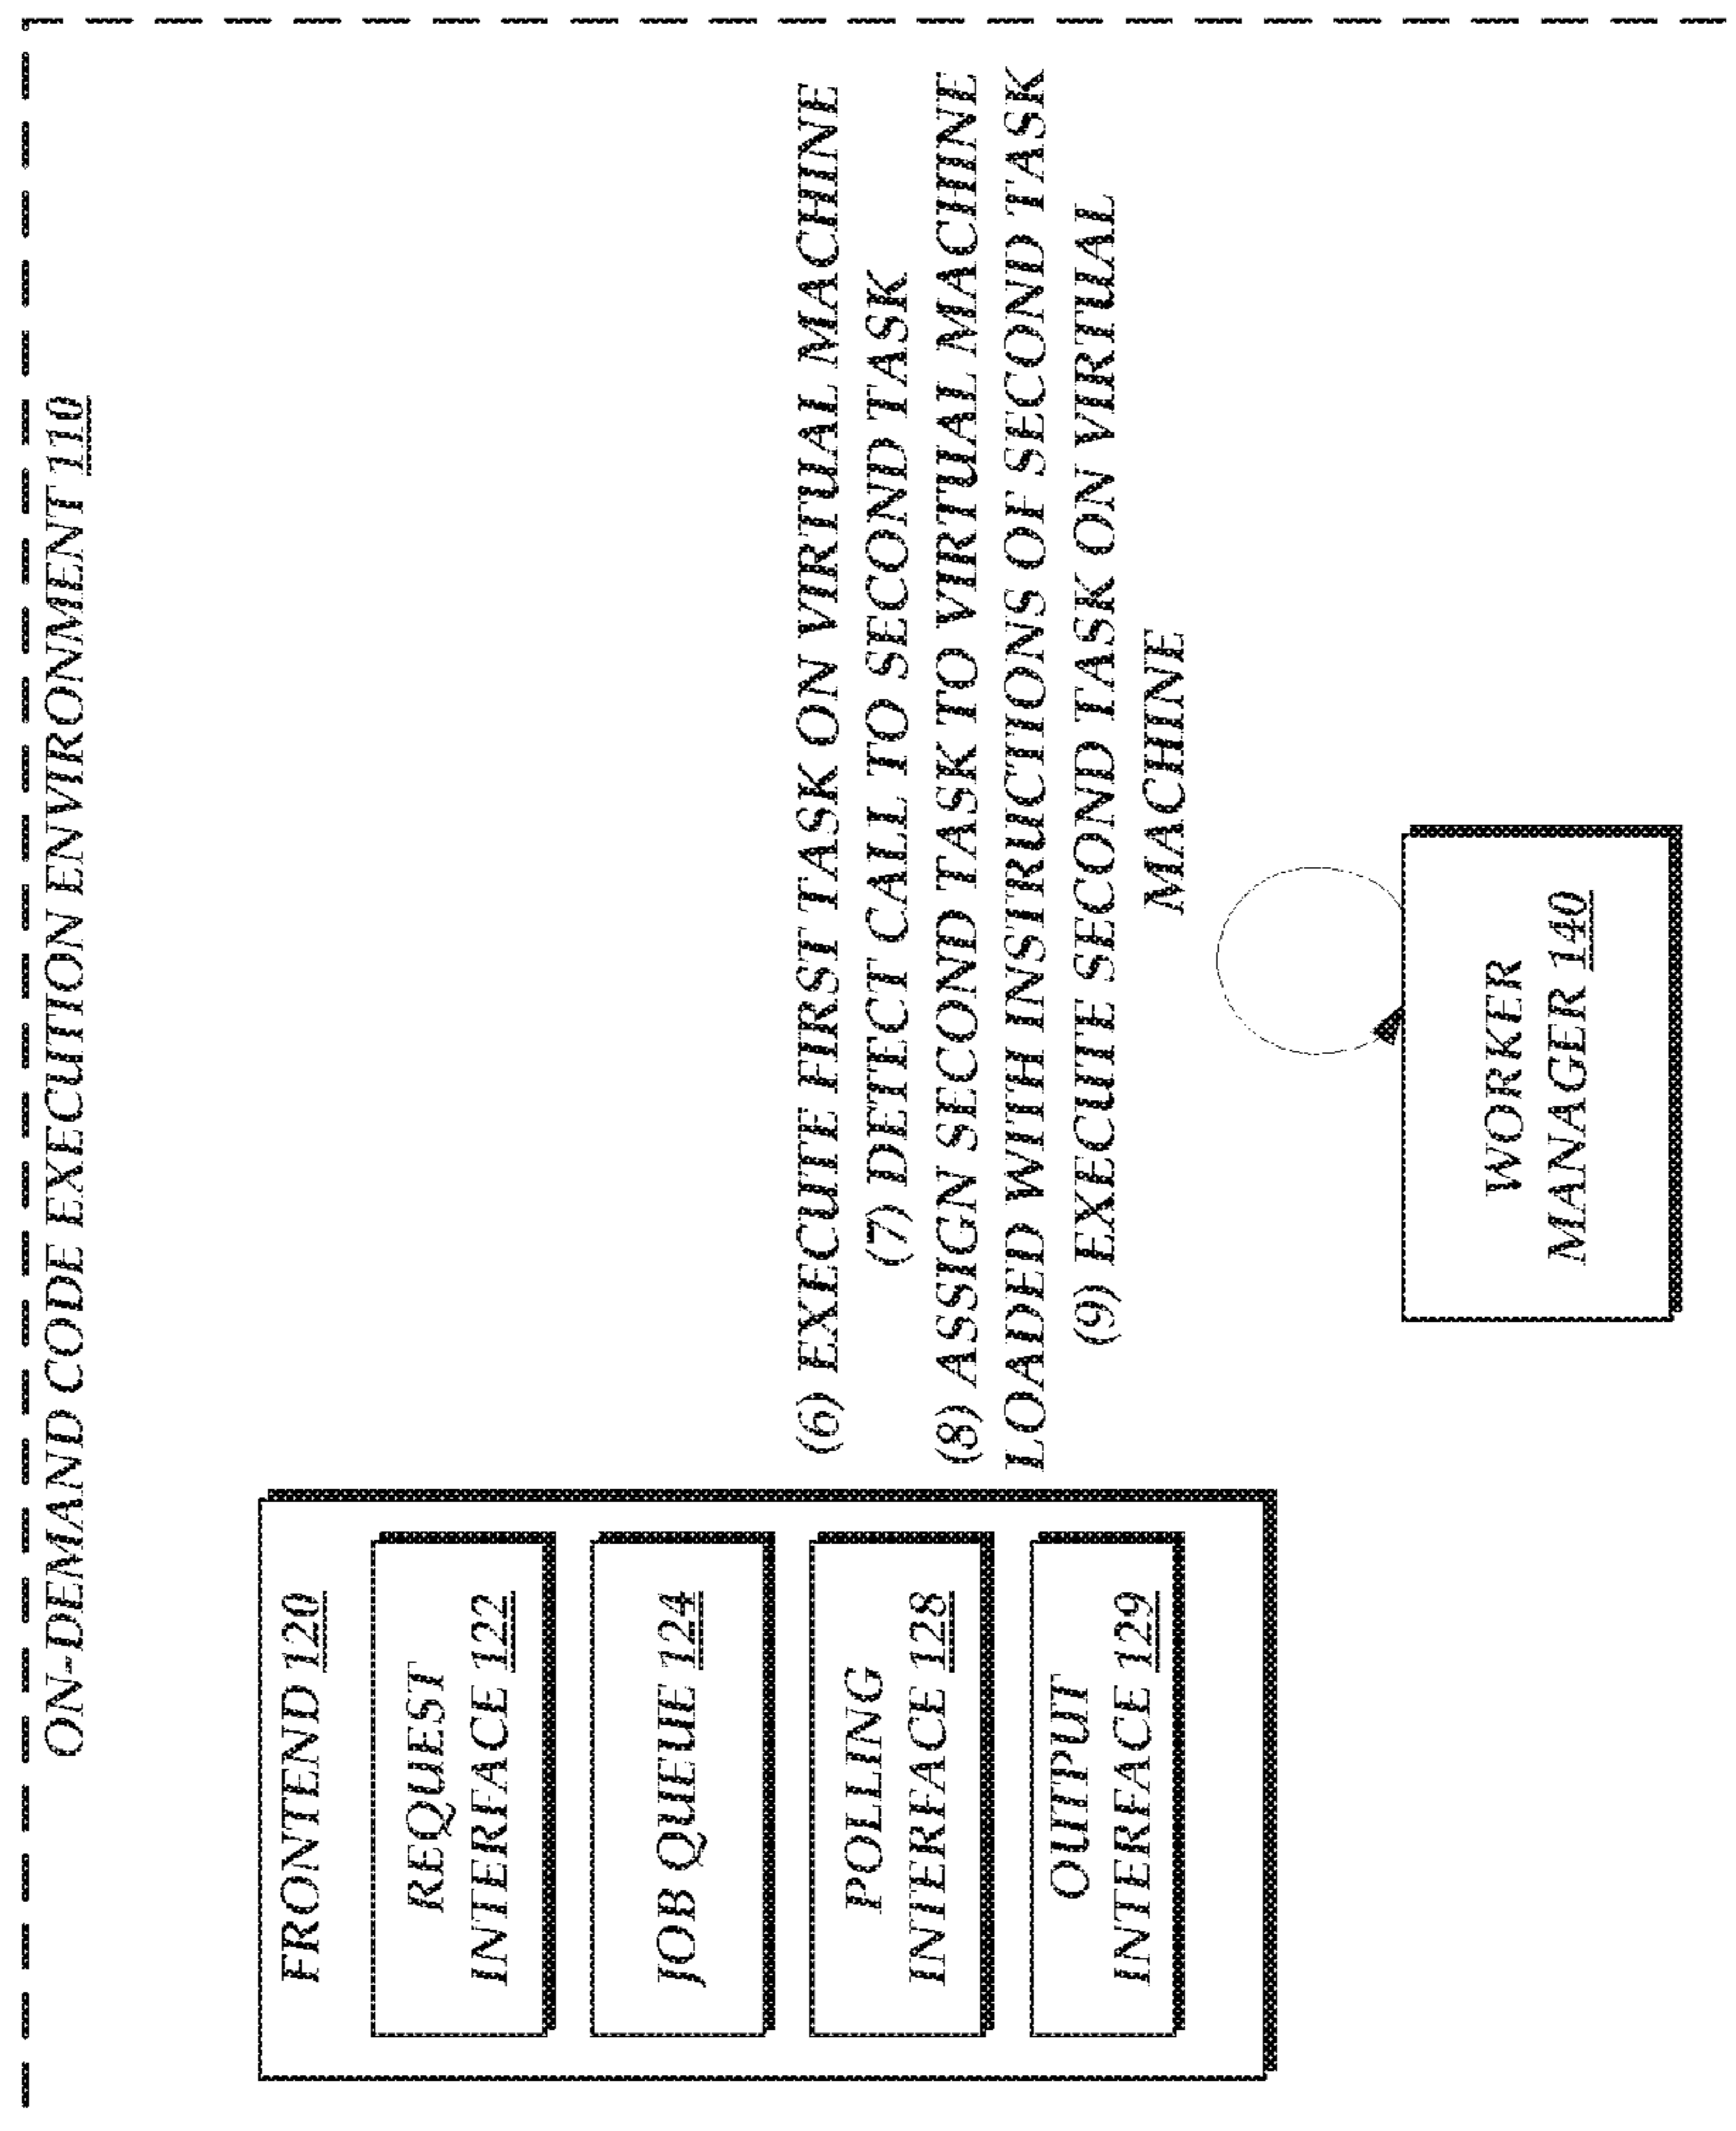 ON-DEMAND CODE EXECUTION ENVIRONMENT 110
FRONTEND 120
REQUEST
INTERFACE 122
JOB QUEUE 124
POLLING
INTERFACE 128
OUTPUT
INTERFACE 129
(6) EXECUTE FIRST TASK ON VIRTUAL MACHINE
(7) DETECT CALL TO SECOND TASK
(8) ASSIGN SECOND TASK TO VIRTUAL MACHINE
LOADED WITH INSTRUCTIONS OF SECOND TASK
(9) EXECUTE SECOND TASK ON VIRTUAL
MACHINE
WORKER
MANAGER 140